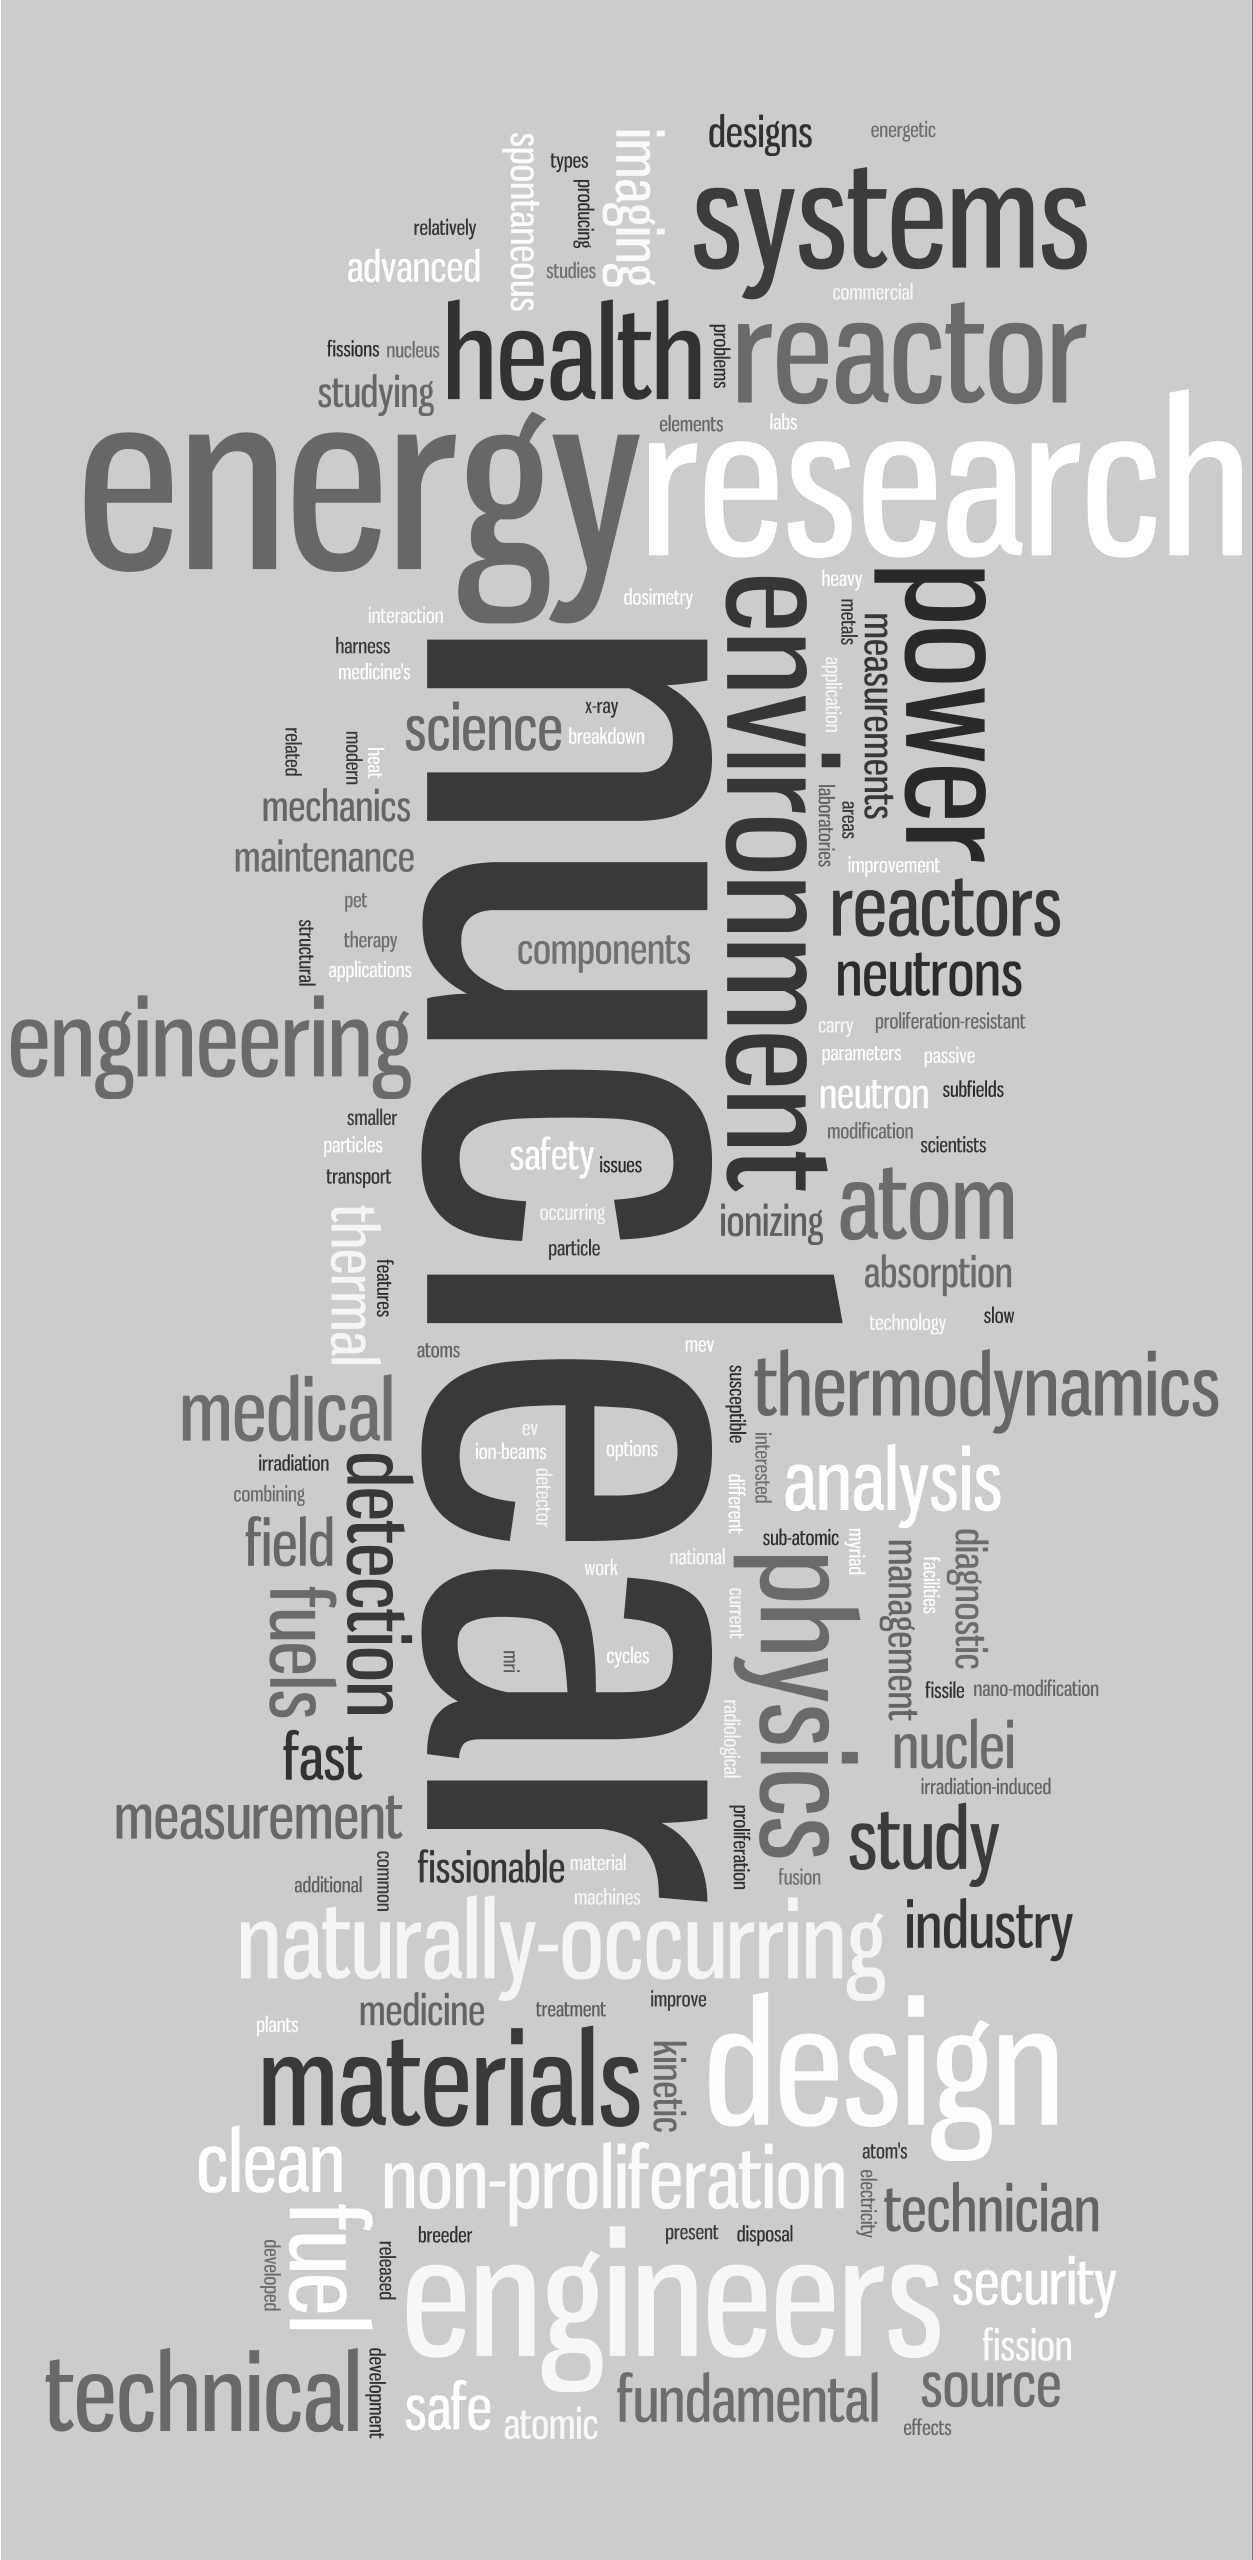 designs
energetic
spontaneous
types
producing
imaging
systems
relatively
advanced
studies
commercial
health
problems
reactor
fissions
nucleus
studying
elements
labs
energy
research
heavy
power
environment
metals
measurements
dosimetry
interaction
harness
medicine's
nuclear
application
x-ray
science
breakdown
related
modern
heat
mechanics
laboratories
areas
maintenance
improvement
pet
reactors
structural
therapy
components
applications
neutrons
engineering
carry
proliferation-resistant
parameters
passive
neutron
subfields
smaller
modification
particles
safety
issues
scientists
transport
atom
thermal
occurring
ionizing
particle
features
absorption
technology
slow
atoms
mev
susceptible
thermodynamics
medical
ev
ion-beams
options
interested
analysis
irradiation
detection
detector
different
combining
field
sub-atomic
myriad
management
facilities
diagnostic
national
work
physics
fuels
current
mri
cycles
fissile
nano-modification
radiological
nuclei
fast
irradiation-induced
measurement
proliferation
study
fissionable
material
common
additional
fusion
machines
naturally-occurring
industry
medicine
treatment
improve
plants
materials
kinetic
design
clean
non-proliferation
atom's
electricity
technician
fuel
breeder
present
disposal
developed
released
engineers
security
fission
technical
development
safe
atomic
fundamental
source
effects